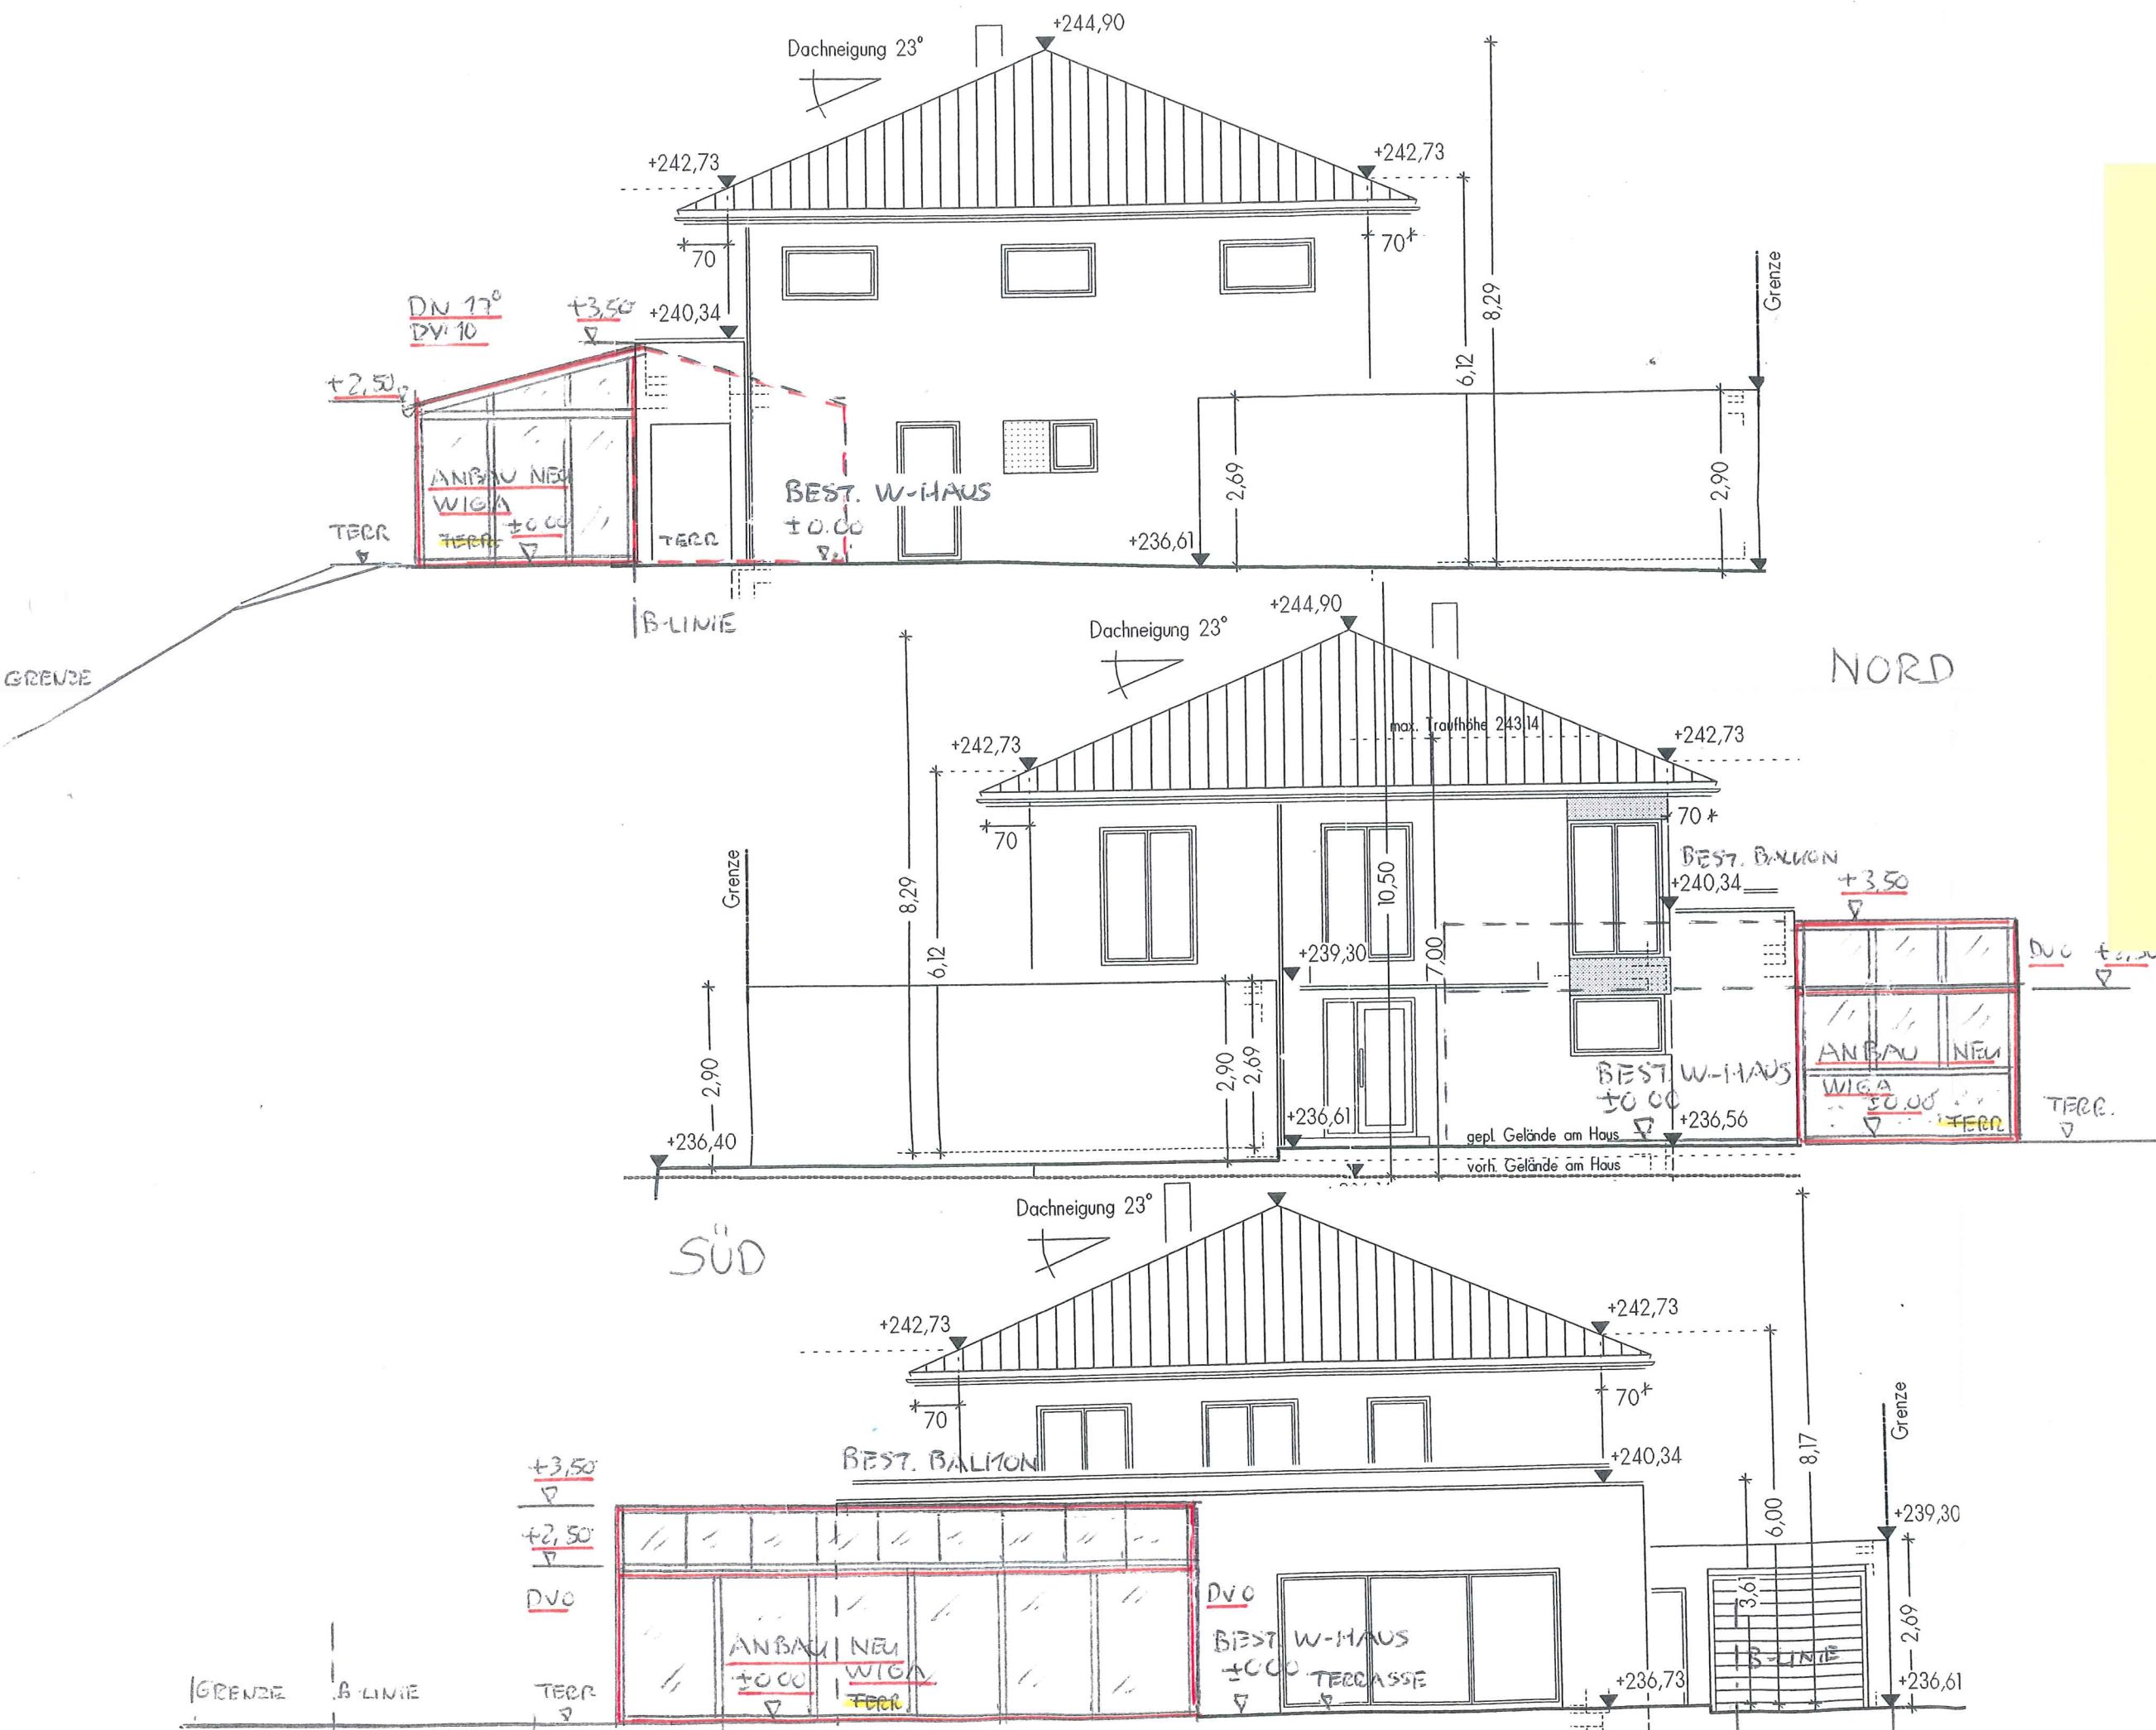 +244,90
Dachneigung 23°
+242,73
+242,73
70
70
8,29
6,12
Grenze
DN 17°
DV 10
+3,50
+240,34
+2,50
ANBAU NEU
WIGA
±0.00
TERR
TERR
TERR
BEST. W-HAUS
±0.00
+236,61
2,69
2,90
B-LINIE
GRENZE
+244,90
Dachneigung 23°
NORD
max. Traufhöhe 243,14
+242,73
+242,73
70
70
Grenze
8,29
6,12
10,50
7,00
BEST. BALKON
+240,34
+3,50
+239,30
DVO
2,90
2,90
2,69
ANBAU NEU
WIGA
±0.00
TERR
TERR.
BEST. W-HAUS
±0.00
+236,61
+236,56
+236,40
gepl. Gelände am Haus
vorh. Gelände am Haus
SÜD
Dachneigung 23°
+242,73
+242,73
70
70
Grenze
BEST. BALKON
+240,34
+3,50
+2,50
8,17
6,00
3,61
+239,30
2,69
DVO
DVO
ANBAU NEU
±0.00 WIGA
TERR
BEST. W-HAUS
±0.00 TERRASSE
B-LINIE
+236,73
+236,61
GRENZE
B-LINIE
TERR